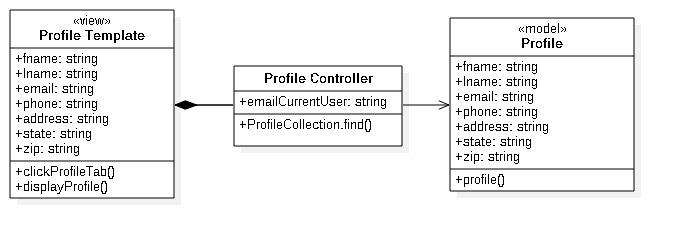 «view»
Profile Template
+fname: string
+lname: string
+email: string
+phone: string
+address: string
+state: string
+zip: string
+clickProfileTab()
+displayProfile()
Profile Controller
+emailCurrentUser: string
+ProfileCollection.find()
«model»
Profile
+fname: string
+lname: string
+email: string
+phone: string
+address: string
+state: string
+zip: string
+profile()